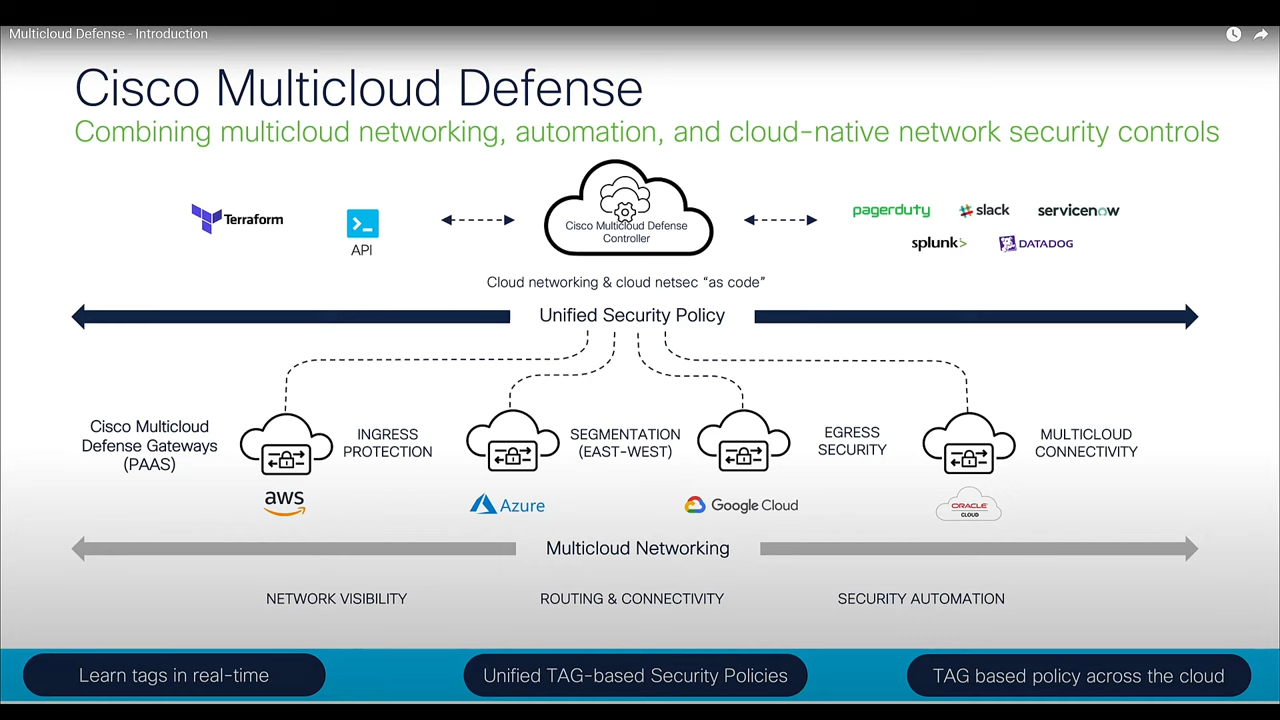 Multicloud Defense - Introduction
Cisco Multicloud Defense
Combining multicloud networking, automation, and cloud-native network security controls
Terraform
API
Cisco Multicloud Defense
Controller
pagerduty
slack
servicenow
splunk>
DATADOG
Cloud networking & cloud netsec “as code”
Unified Security Policy
Cisco Multicloud
Defense Gateways
(PAAS)
INGRESS
PROTECTION
SEGMENTATION
(EAST-WEST)
EGRESS
SECURITY
MULTICLOUD
CONNECTIVITY
aws
Azure
Google Cloud
ORACLE
CLOUD
Multicloud Networking
NETWORK VISIBILITY
ROUTING & CONNECTIVITY
SECURITY AUTOMATION
Learn tags in real-time
Unified TAG-based Security Policies
TAG based policy across the cloud